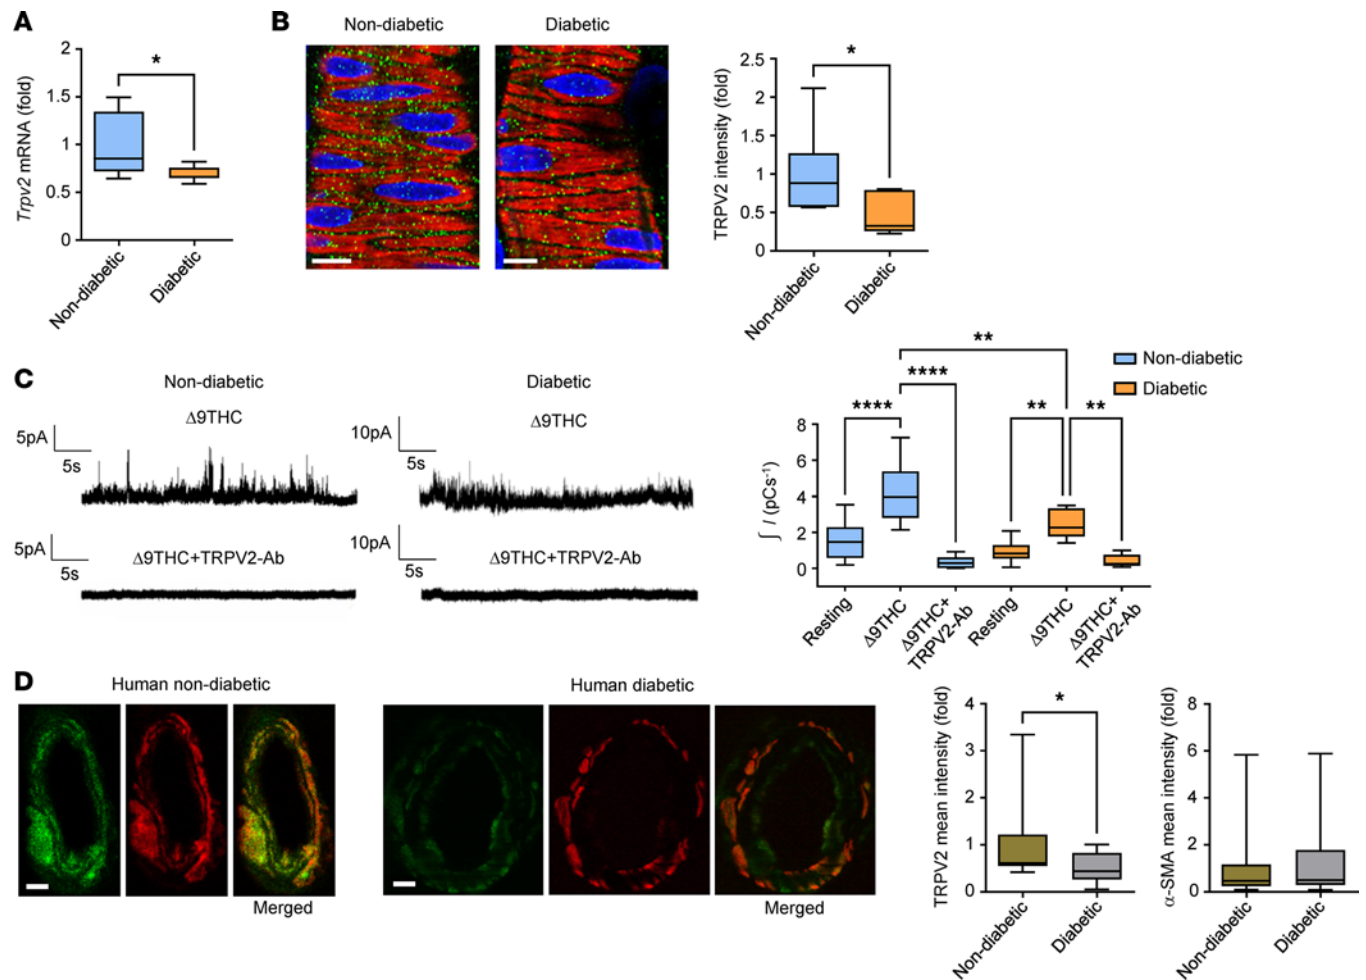 A
2
1.5
1
0.5
0
Trpv2 mRNA (fold)
*
Non-diabetic
Diabetic
B
Non-diabetic
Diabetic
2.5
2
1.5
1
0.5
0
TRPV2 intensity (fold)
*
Non-diabetic
Diabetic
C
Non-diabetic
Diabetic
Δ9THC
5pA
5s
Δ9THC
10pA
5s
Δ9THC+TRPV2-Ab
5pA
5s
Δ9THC+TRPV2-Ab
10pA
5s
Non-diabetic
Diabetic
**
****
****
**
**
8
6
4
2
0
∫ I (pCs⁻¹)
Resting
Δ9THC
Δ9THC+
TRPV2-Ab
Resting
Δ9THC
Δ9THC+
TRPV2-Ab
D
Human non-diabetic
Merged
Human diabetic
Merged
4
3
2
1
0
TRPV2 mean intensity (fold)
*
Non-diabetic
Diabetic
8
6
4
2
0
α-SMA mean intensity (fold)
Non-diabetic
Diabetic